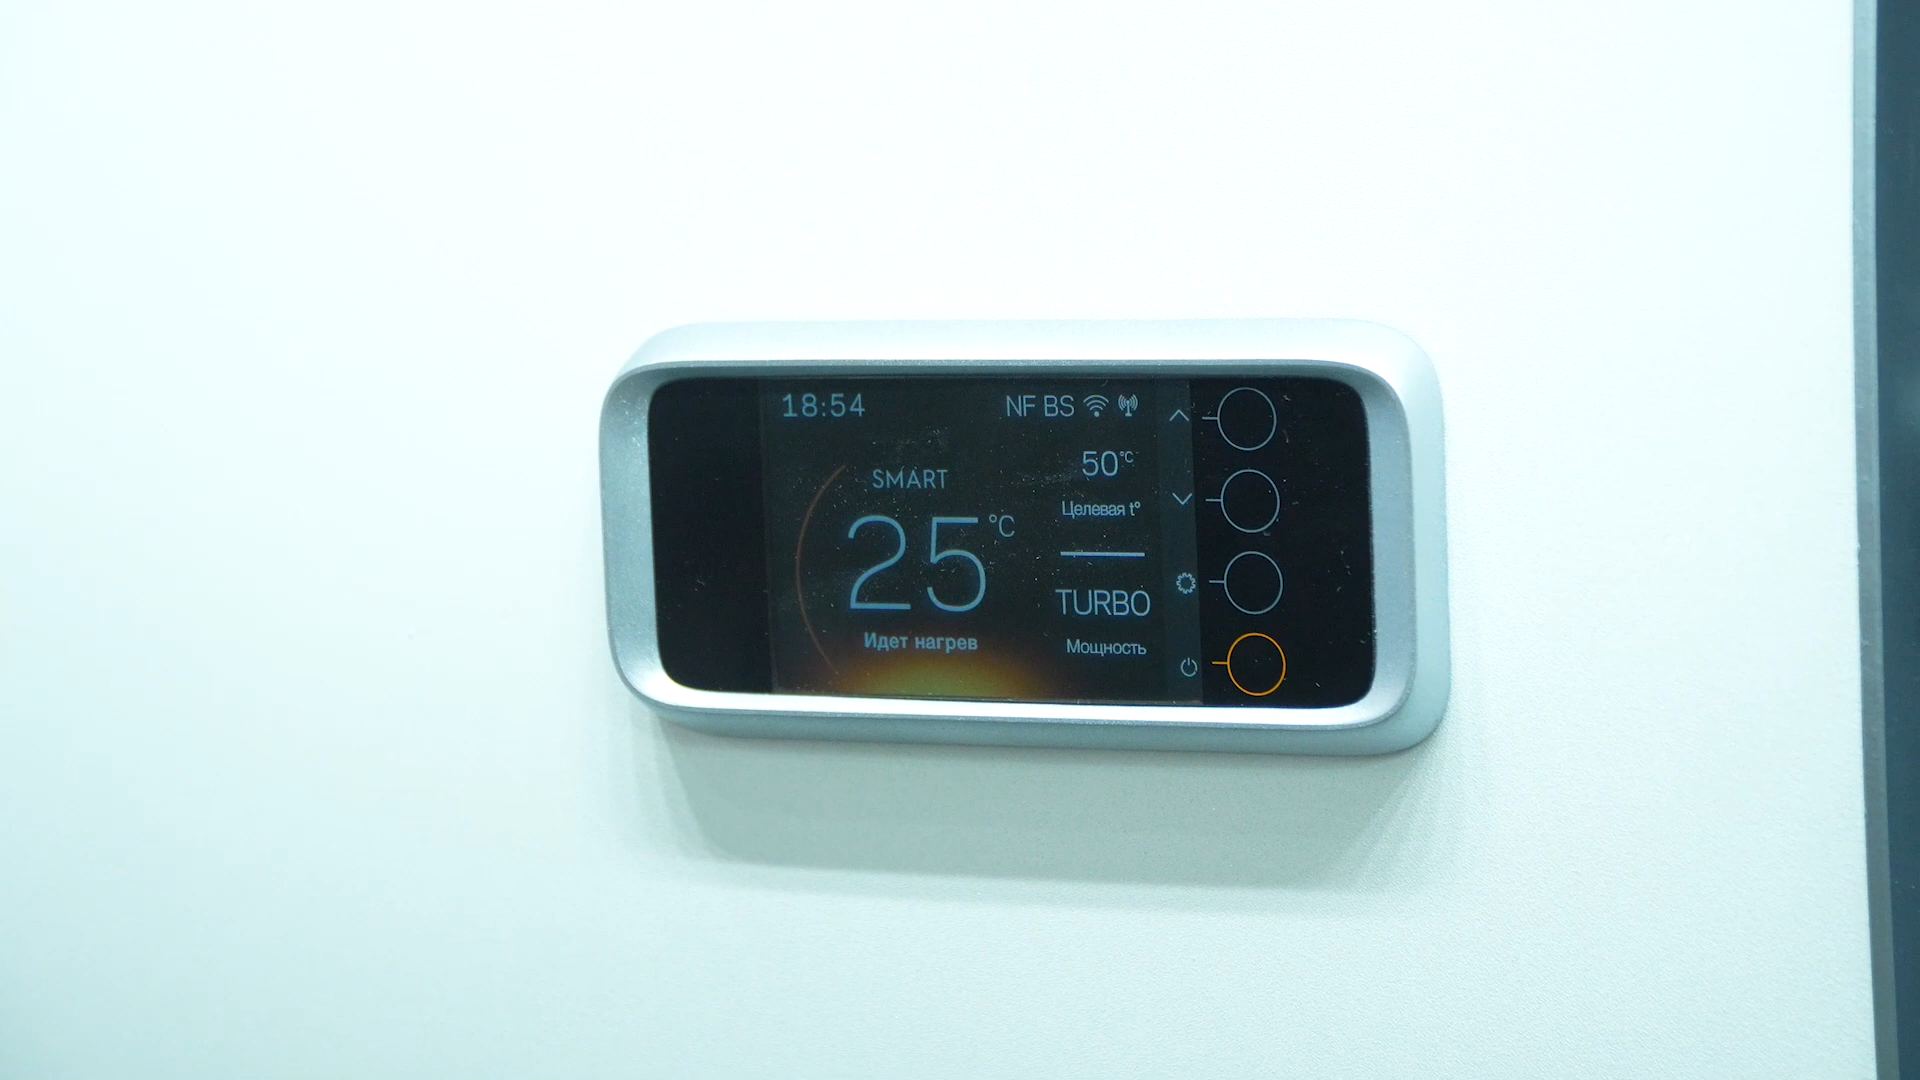 18:54 NF BS
SMART
25°C
Идет нагрев
50°C
Целевая t°
TURBO
Мощность